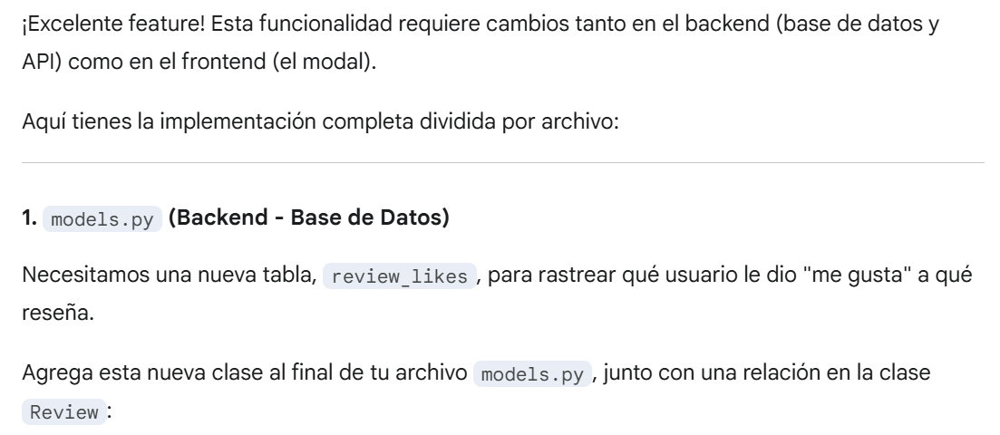 ¡Excelente feature! Esta funcionalidad requiere cambios tanto en el backend (base de datos y
API) como en el frontend (el modal).
Aquí tienes la implementación completa dividida por archivo:
1. models.py (Backend - Base de Datos)
Necesitamos una nueva tabla, review_likes, para rastrear qué usuario le dio "me gusta" a qué
reseña.
Agrega esta nueva clase al final de tu archivo models.py, junto con una relación en la clase
Review: